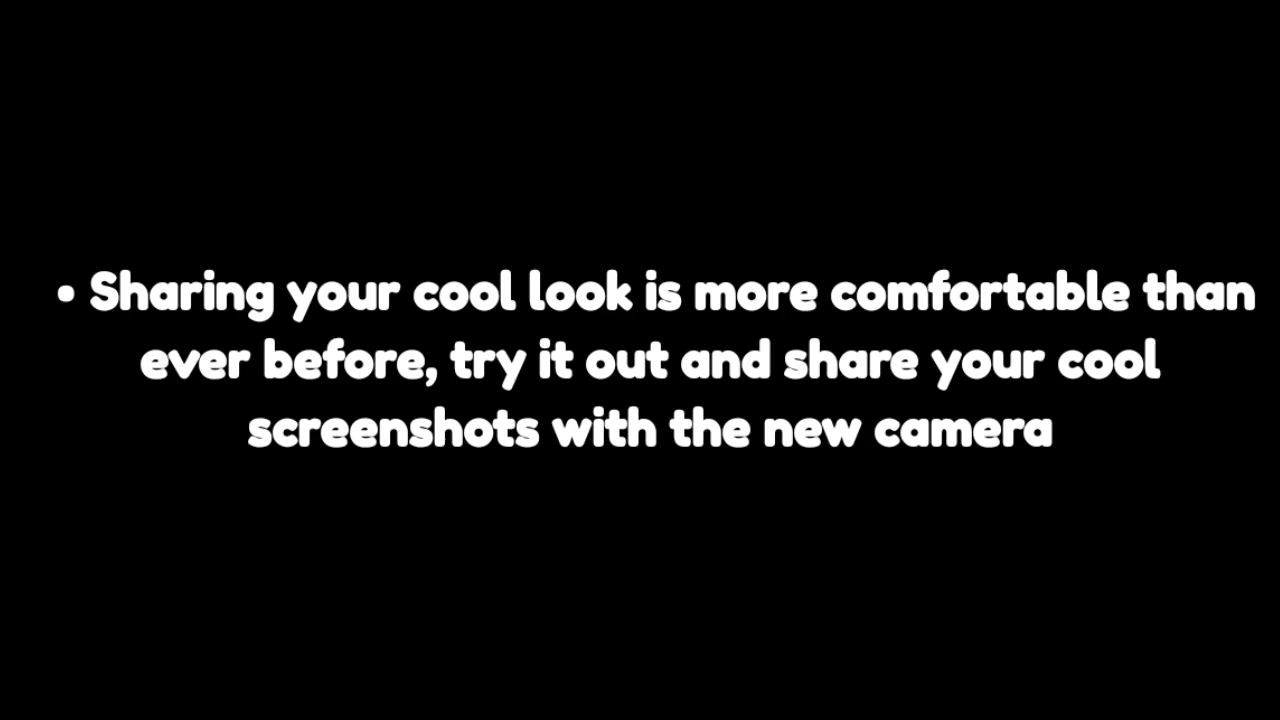 • Sharing your cool look is more comfortable than
ever before, try it out and share your cool
screenshots with the new camera